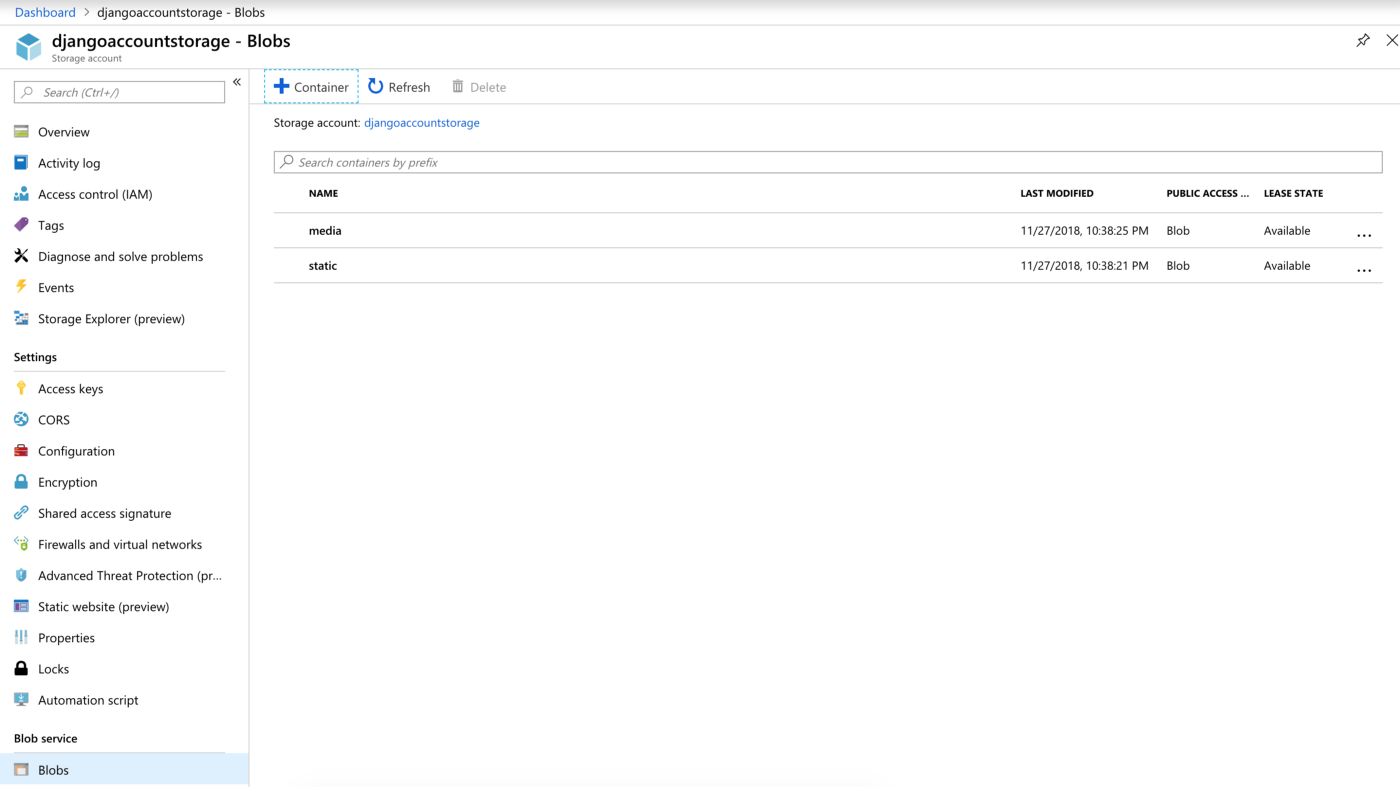 Dashboard > djangoaccountstorage - Blobs
djangoaccountstorage - Blobs
Storage account
Search (Ctrl+/)
«
Overview
Activity log
Access control (IAM)
Tags
Diagnose and solve problems
Events
Storage Explorer (preview)
Settings
Access keys
CORS
Configuration
Encryption
Shared access signature
Firewalls and virtual networks
Advanced Threat Protection (pr...
Static website (preview)
Properties
Locks
Automation script
Blob service
Blobs
Container Refresh Delete
Storage account: djangoaccountstorage
Search containers by prefix
NAME LAST MODIFIED PUBLIC ACCESS ... LEASE STATE
media 11/27/2018, 10:38:25 PM Blob Available ...
static 11/27/2018, 10:38:21 PM Blob Available ...